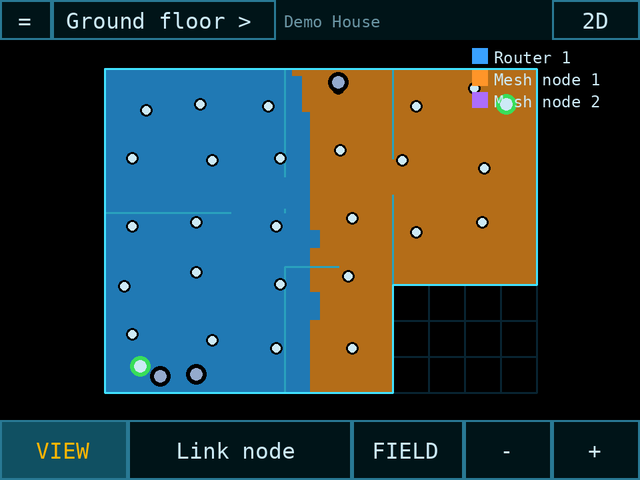 =
Ground floor >
Demo House
2D
Router 1
Mesh node 1
Mesh node 2
VIEW
Link node
FIELD
-
+